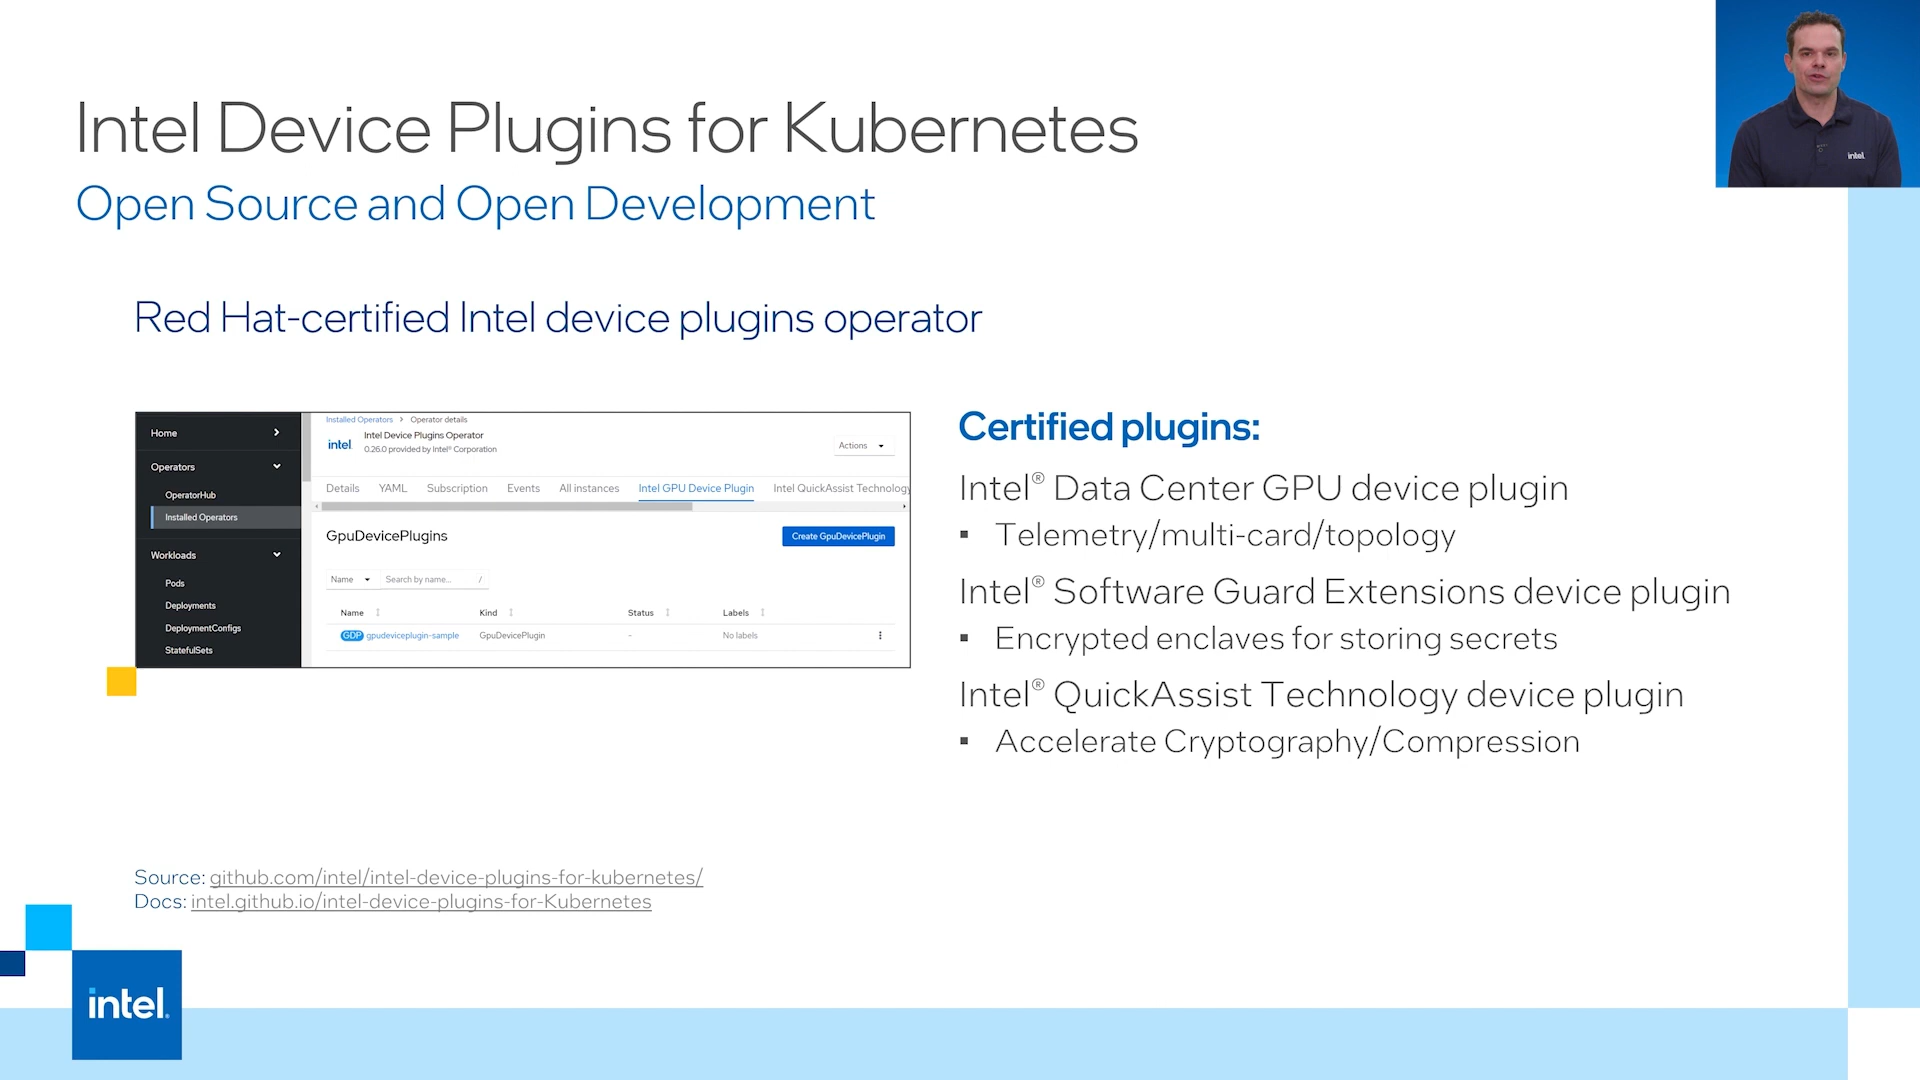 Intel Device Plugins for Kubernetes
Open Source and Open Development
intel
Red Hat-certified Intel device plugins operator
Home
Operators
OperatorHub
Installed Operators
Workloads
Pods
Deployments
DeploymentConfigs
StatefulSets
Installed Operators > Operator details
intel.
Intel Device Plugins Operator
0.26.0 provided by Intel® Corporation
Actions
Details YAML Subscription Events All instances Intel GPU Device Plugin Intel QuickAssist Technology
GpuDevicePlugins
Create GpuDevicePlugin
Name Search by name... /
Name Kind Status Labels
GDP gpudeviceplugin-sample GpuDevicePlugin - No labels
Certified plugins:
Intel® Data Center GPU device plugin
▪ Telemetry/multi-card/topology
Intel® Software Guard Extensions device plugin
▪ Encrypted enclaves for storing secrets
Intel® QuickAssist Technology device plugin
▪ Accelerate Cryptography/Compression
Source: github.com/intel/intel-device-plugins-for-kubernetes/
Docs: intel.github.io/intel-device-plugins-for-Kubernetes
intel.